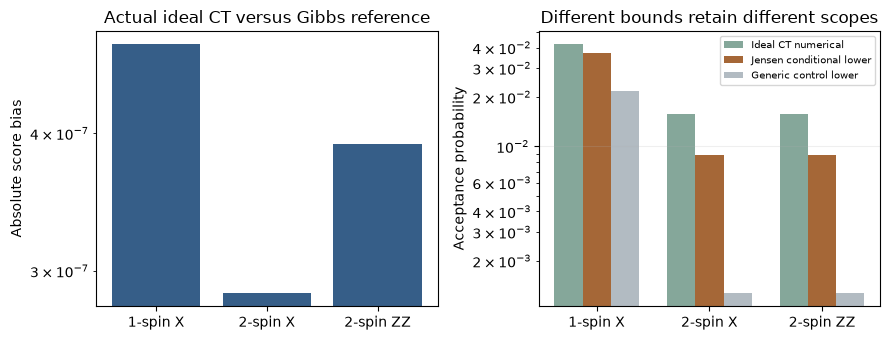 Actual ideal CT versus Gibbs reference
Absolute score bias
4 × 10⁻⁷
3 × 10⁻⁷
1-spin X
2-spin X
2-spin ZZ
Different bounds retain different scopes
Acceptance probability
4 × 10⁻²
3 × 10⁻²
2 × 10⁻²
10⁻²
6 × 10⁻³
4 × 10⁻³
3 × 10⁻³
2 × 10⁻³
Ideal CT numerical
Jensen conditional lower
Generic control lower
1-spin X
2-spin X
2-spin ZZ